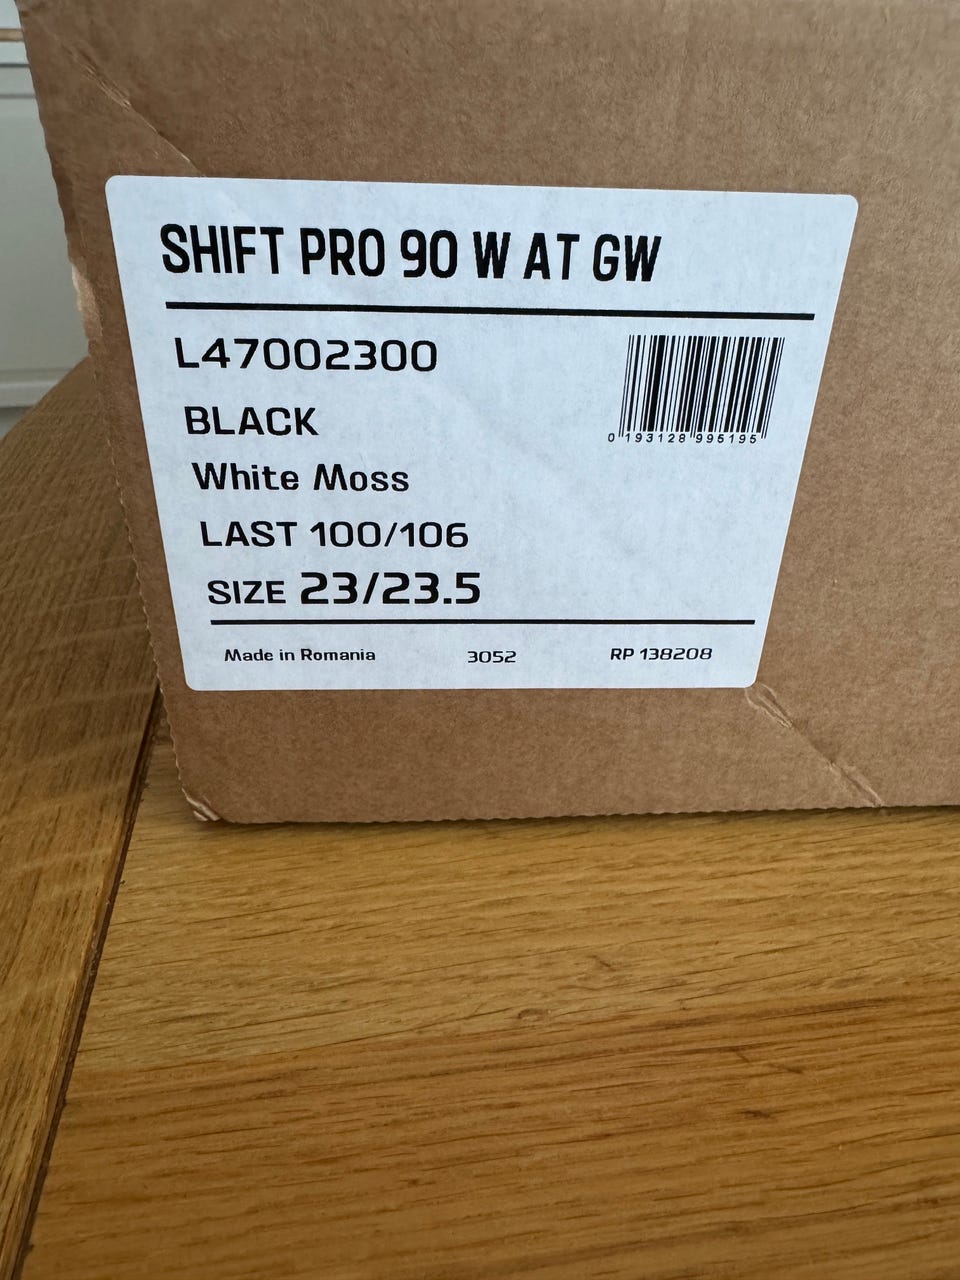 SHIFT PRO 90 W AT GW
L47002300
0 193128 995195
BLACK
White Moss
LAST 100/106
SIZE 23/23.5
Made in Romania 3052 RP 138208